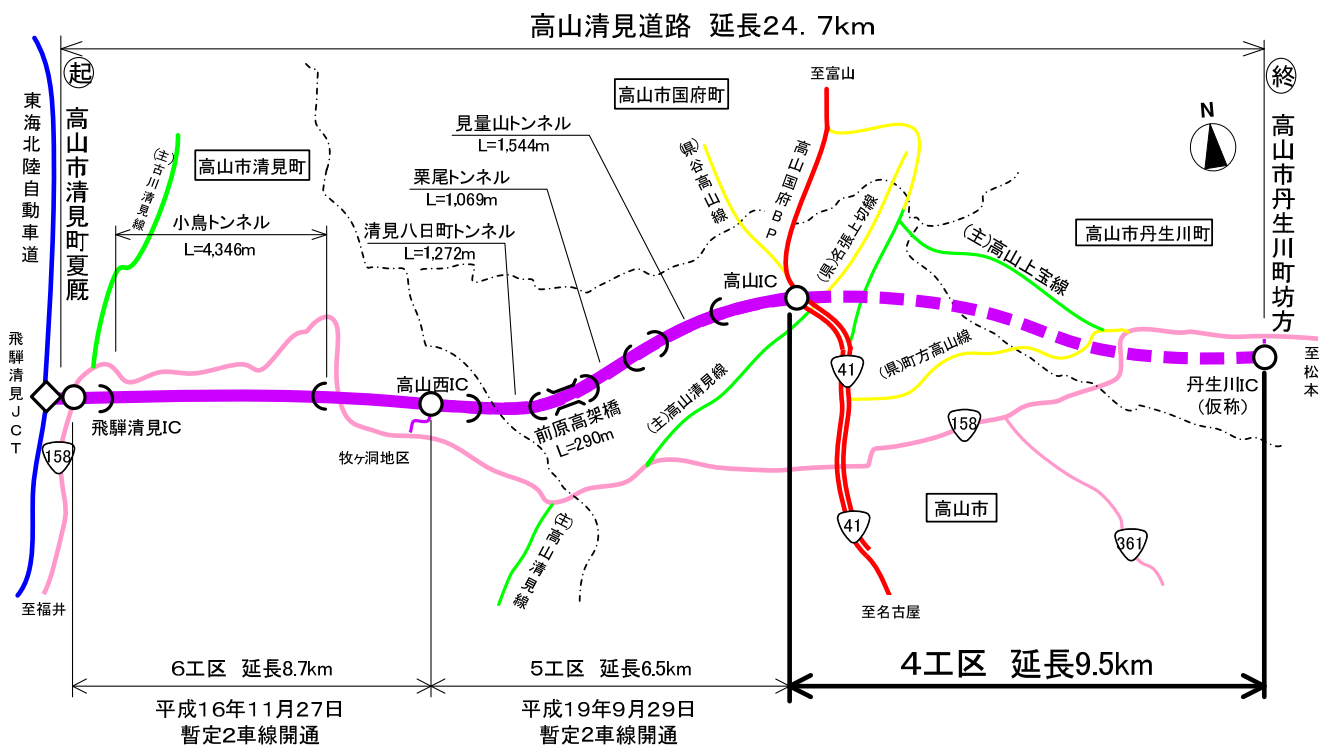 高山清見道路 延長24.7km
起
終
東海北陸自動車道
高山市清見町夏厩
(主)古川清見線
高山市清見町
小鳥トンネル
L=4,346m
高山市国府町
見量山トンネル
L=1,544m
栗尾トンネル
L=1,069m
清見八日町トンネル
L=1,272m
至富山
(県)谷高山線
高山国府BP
(県)名張上切線
N
高山市丹生川町坊方
高山市丹生川町
(主)高山上宝線
高山IC
飛騨清見JCT
飛騨清見IC
158
高山西IC
牧ヶ洞地区
前原高架橋
L=290m
(主)高山清見線
41
(県)町方高山線
丹生川IC
(仮称)
至松本
158
高山市
41
361
(主)高山清見線
至福井
至名古屋
6工区 延長8.7km
5工区 延長6.5km
4工区 延長9.5km
平成16年11月27日
暫定2車線開通
平成19年9月29日
暫定2車線開通